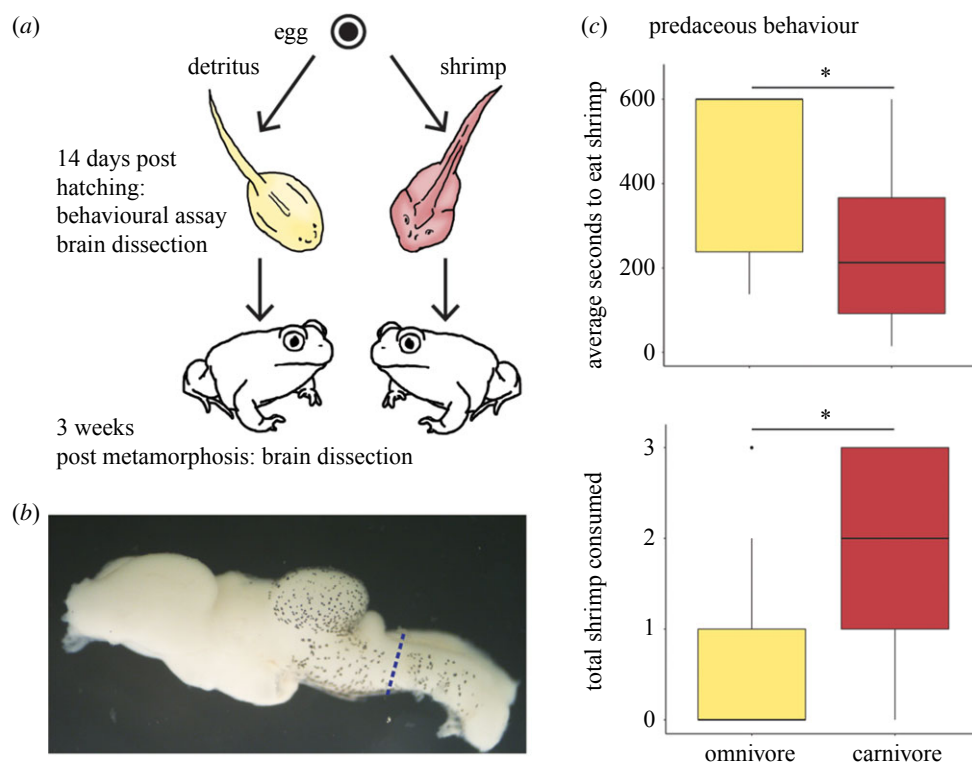 (a)
egg
detritus
shrimp
14 days post
hatching:
behavioural assay
brain dissection
3 weeks
post metamorphosis: brain dissection
(b)
(c) predaceous behaviour
*
average seconds to eat shrimp
600
400
200
0
*
total shrimp consumed
3
2
1
0
omnivore carnivore